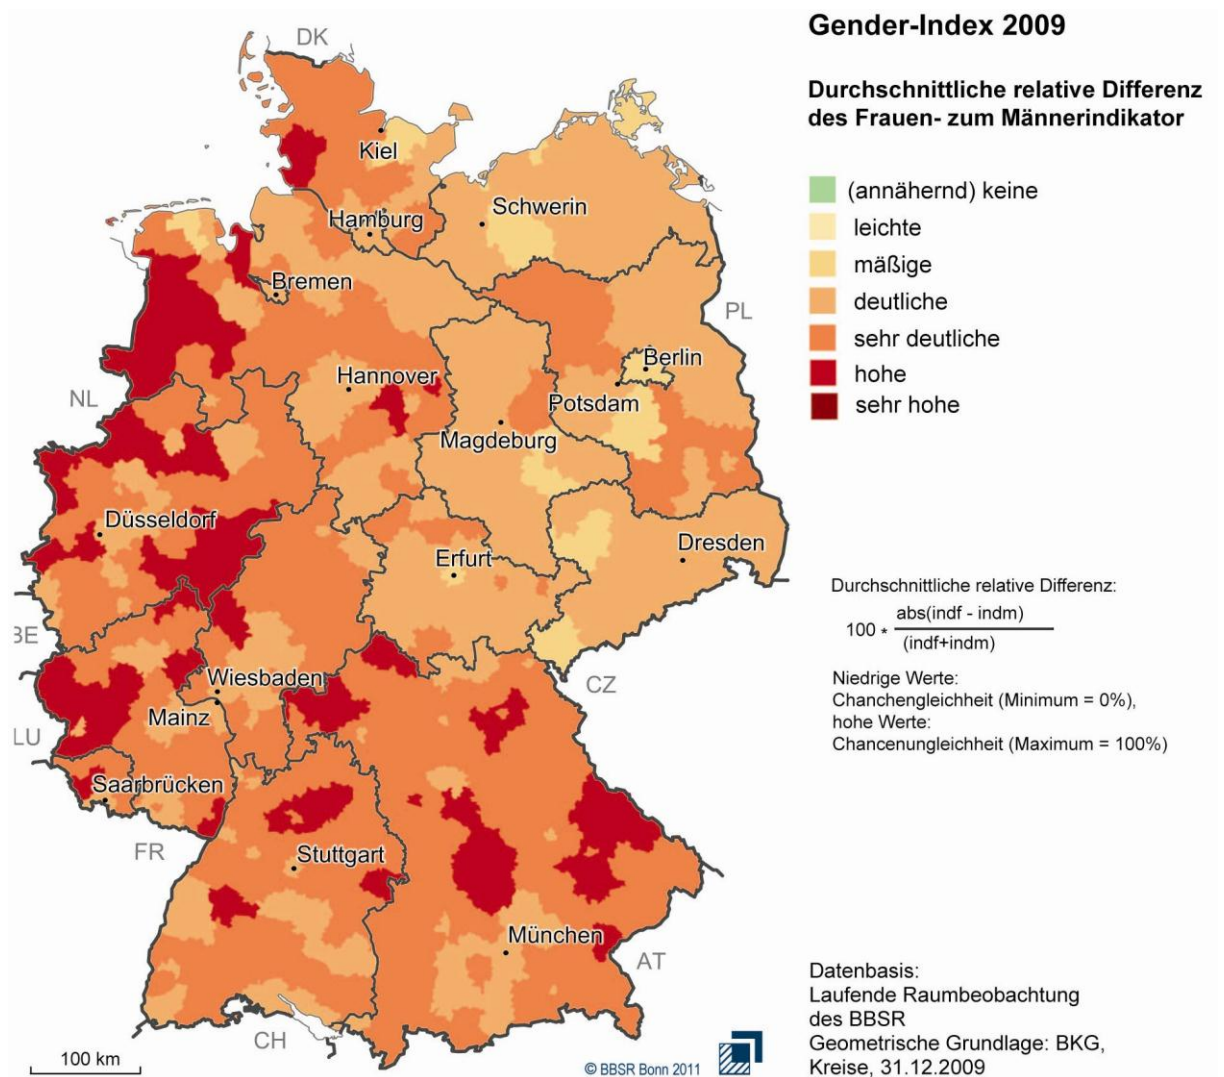 Gender-Index 2009
Durchschnittliche relative Differenz
des Frauen- zum Männerindikator
(annähernd) keine
leichte
mäßige
deutliche
sehr deutliche
hohe
sehr hohe
DK
Kiel
Hamburg
Schwerin
Bremen
PL
Berlin
Hannover
Potsdam
NL
Magdeburg
Düsseldorf
Erfurt
Dresden
BE
Wiesbaden
CZ
Mainz
LU
Saarbrücken
FR
Stuttgart
München
AT
CH
Durchschnittliche relative Differenz:
100 * abs(indf - indm)
(indf+indm)
Niedrige Werte:
Chanchengleichheit (Minimum = 0%),
hohe Werte:
Chancenungleichheit (Maximum = 100%)
Datenbasis:
Laufende Raumbeobachtung
des BBSR
Geometrische Grundlage: BKG,
Kreise, 31.12.2009
100 km
© BBSR Bonn 2011